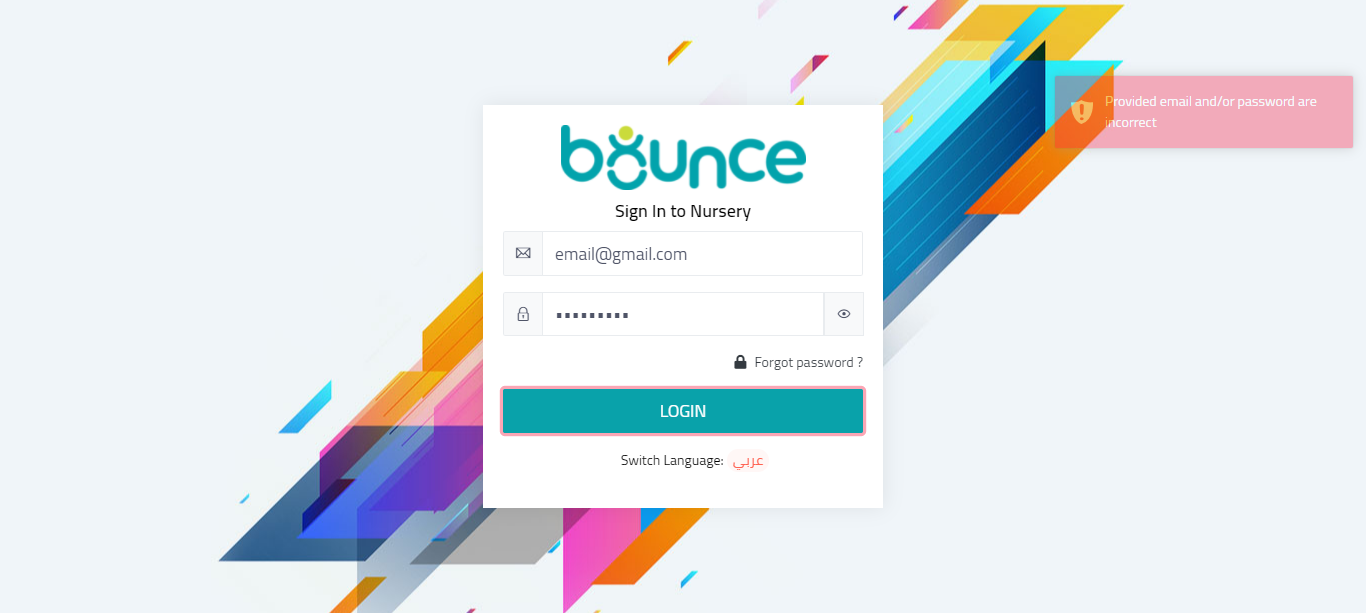 bounce
Sign In to Nursery
email@gmail.com
Forgot password ?
LOGIN
Switch Language: عربي
Provided email and/or password are
incorrect